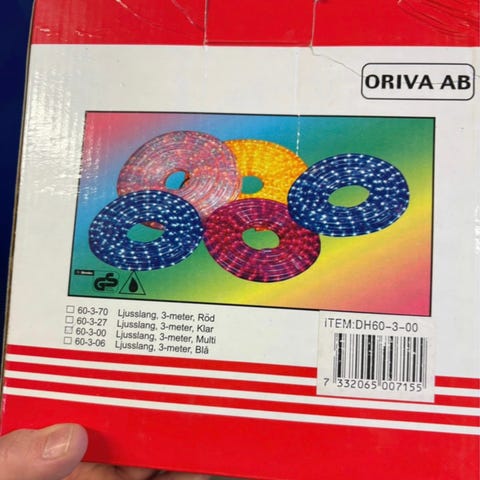 ORIVA AB
GS
60-3-70 Ljusslang, 3-meter, Röd
60-3-27 Ljusslang, 3-meter, Klar
60-3-00 Ljusslang, 3-meter, Multi
60-3-06 Ljusslang, 3-meter, Blå
ITEM:DH60-3-00
7 332065 007155